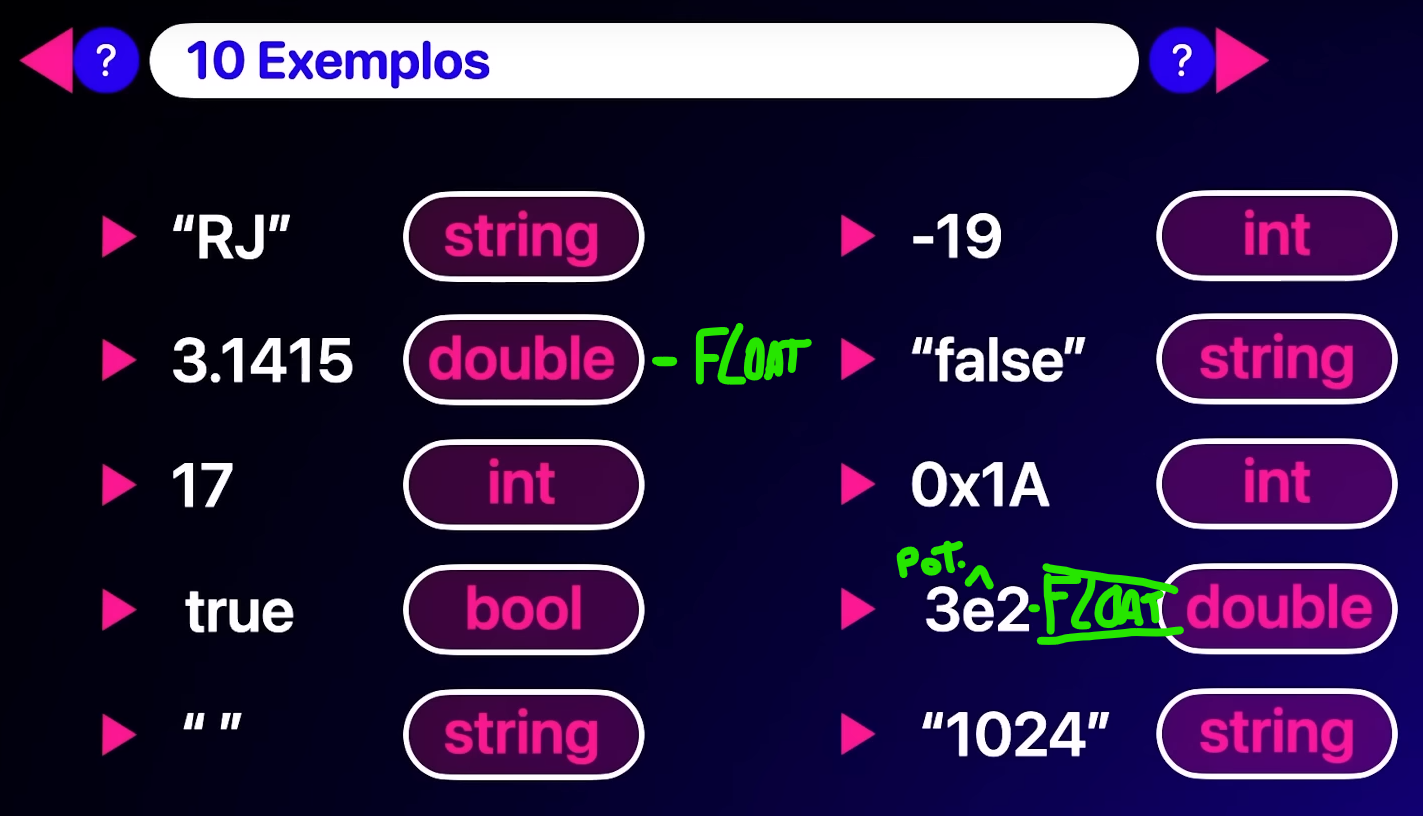 ? 10 Exemplos ?
“RJ” string
3.1415 double - FLOAT
17 int
true bool
“ ” string
-19 int
“false” string
0x1A int
POT. ^
3e2 - FLOAT double
“1024” string